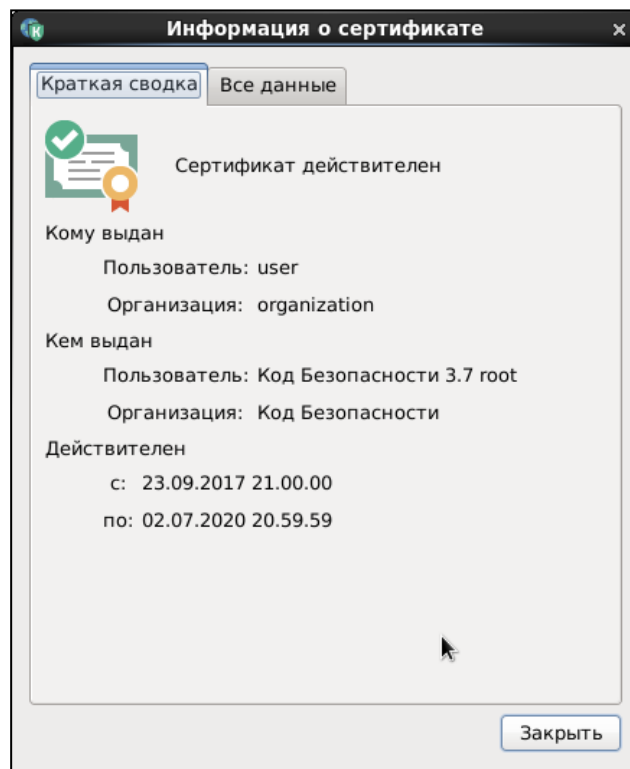 Информация о сертификате
Краткая сводка Все данные
Сертификат действителен
Кому выдан
Пользователь: user
Организация: organization
Кем выдан
Пользователь: Код Безопасности 3.7 root
Организация: Код Безопасности
Действителен
с: 23.09.2017 21.00.00
по: 02.07.2020 20.59.59
Закрыть